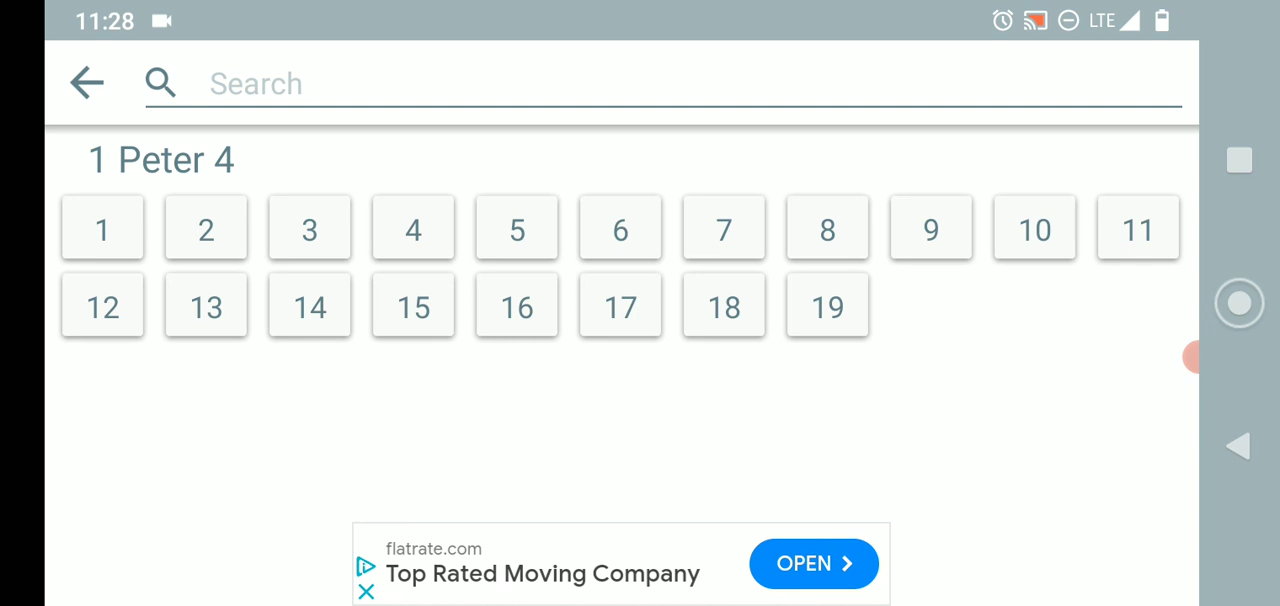 11:28 LTE
Search
1 Peter 4
1 2 3 4 5 6 7 8 9 10 11
12 13 14 15 16 17 18 19
flatrate.com
Top Rated Moving Company
OPEN